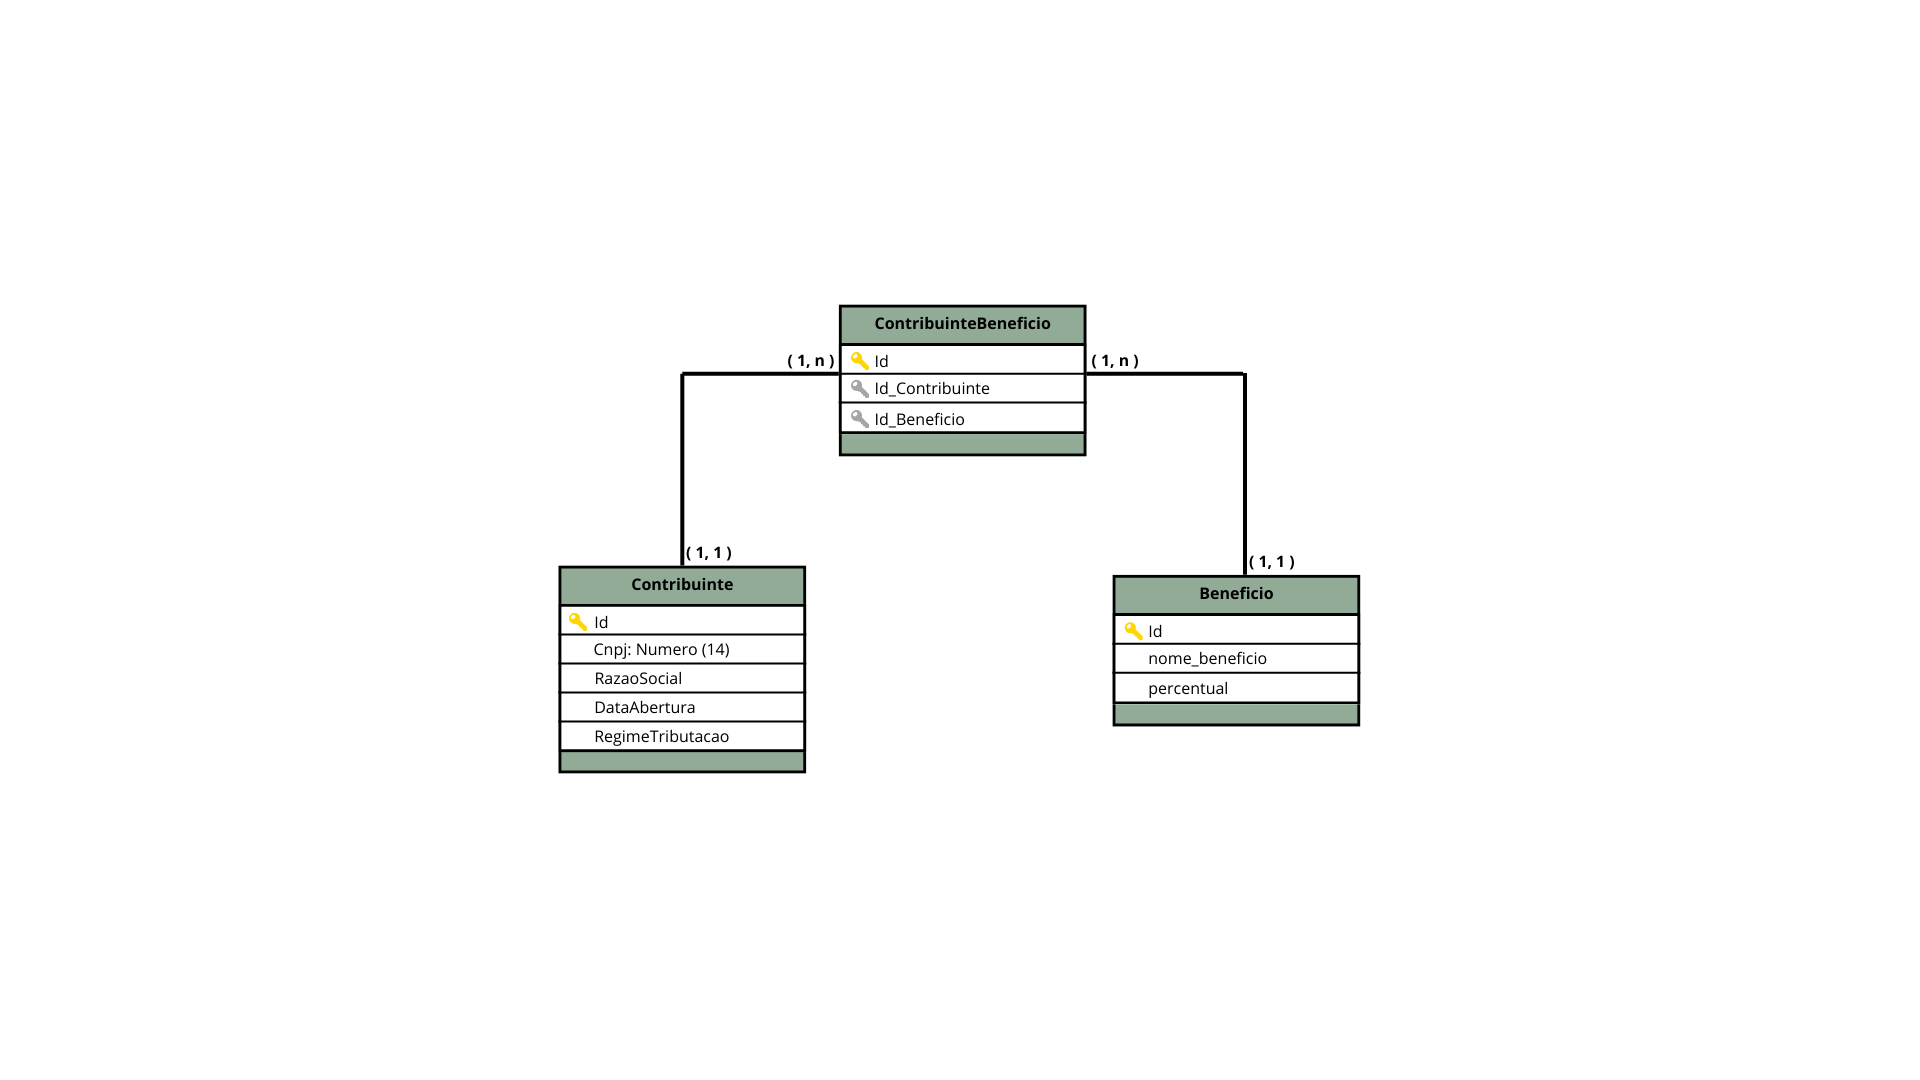 ContribuinteBeneficio
( 1, n )
Id
( 1, n )
Id_Contribuinte
Id_Beneficio
( 1, 1 )
Contribuinte
Id
Cnpj: Numero (14)
RazaoSocial
DataAbertura
RegimeTributacao
( 1, 1 )
Beneficio
Id
nome_beneficio
percentual